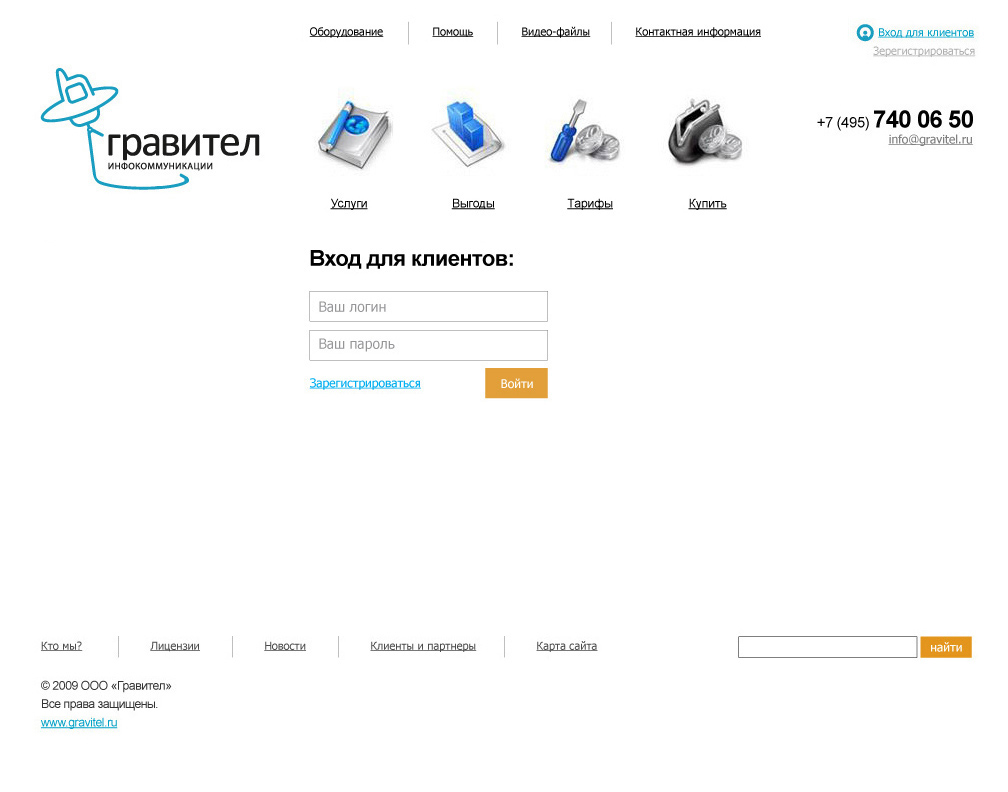 Оборудование
Помощь
Видео-файлы
Контактная информация
Вход для клиентов
Зерегистрироваться
гравител
ИНФОКОММУНИКАЦИИ
+7 (495) 740 06 50
info@gravitel.ru
Услуги
Выгоды
Тарифы
Купить
Вход для клиентов:
Ваш логин
Ваш пароль
Зарегистрироваться
Войти
Кто мы?
Лицензии
Новости
Клиенты и партнеры
Карта сайта
найти
© 2009 ООО «Гравител»
Все права защищены.
www.gravitel.ru